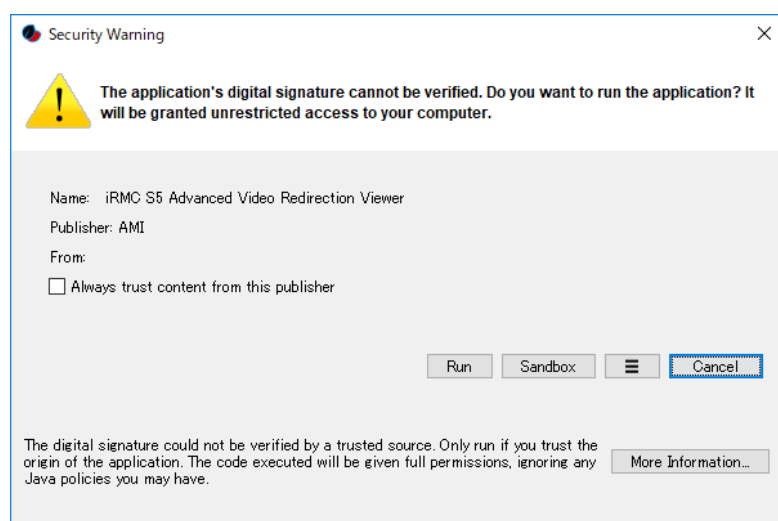 Security Warning
The application's digital signature cannot be verified. Do you want to run the application? It
will be granted unrestricted access to your computer.
Name: iRMC S5 Advanced Video Redirection Viewer
Publisher: AMI
From:
Always trust content from this publisher
Run Sandbox Cancel
The digital signature could not be verified by a trusted source. Only run if you trust the
origin of the application. The code executed will be given full permissions, ignoring any
Java policies you may have.
More Information...